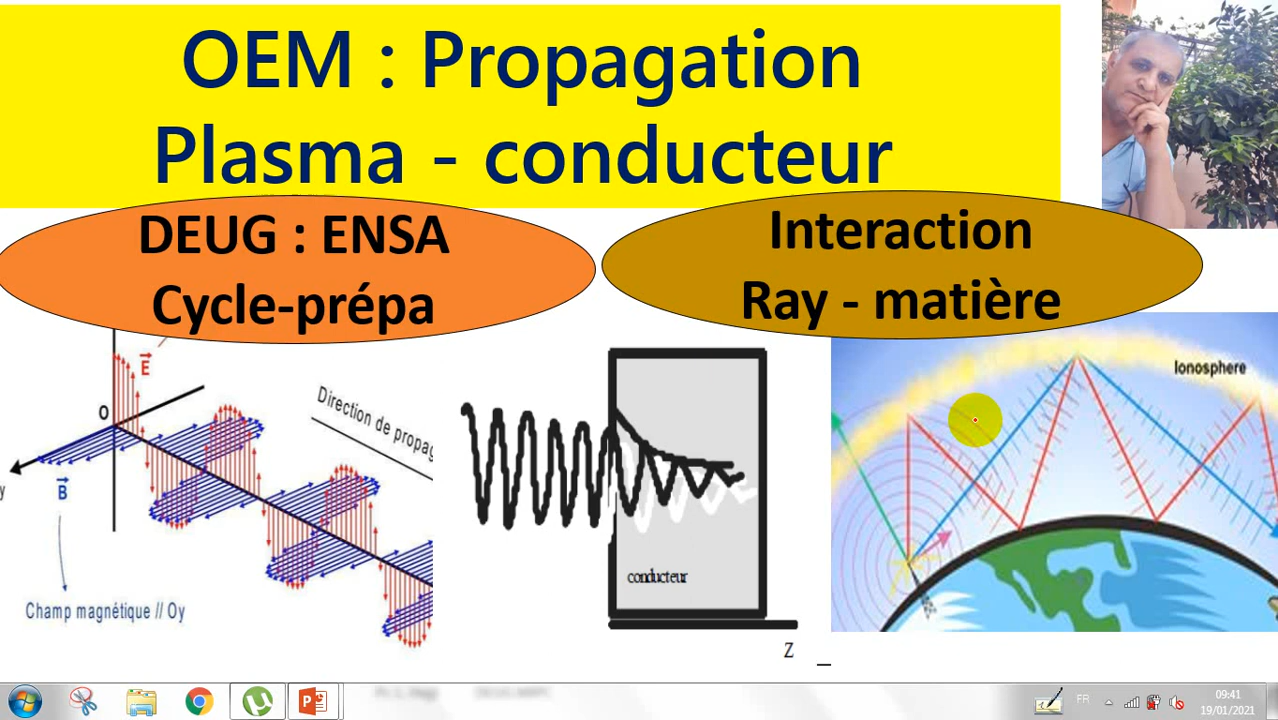 OEM : Propagation
Plasma - conducteur
DEUG : ENSA
Cycle-prépa
Interaction
Ray - matière
E
O
Direction de propag
y
B
Champ magnétique // Oy
conducteur
Z
Ionosphere
FR
09:41
19/01/2021